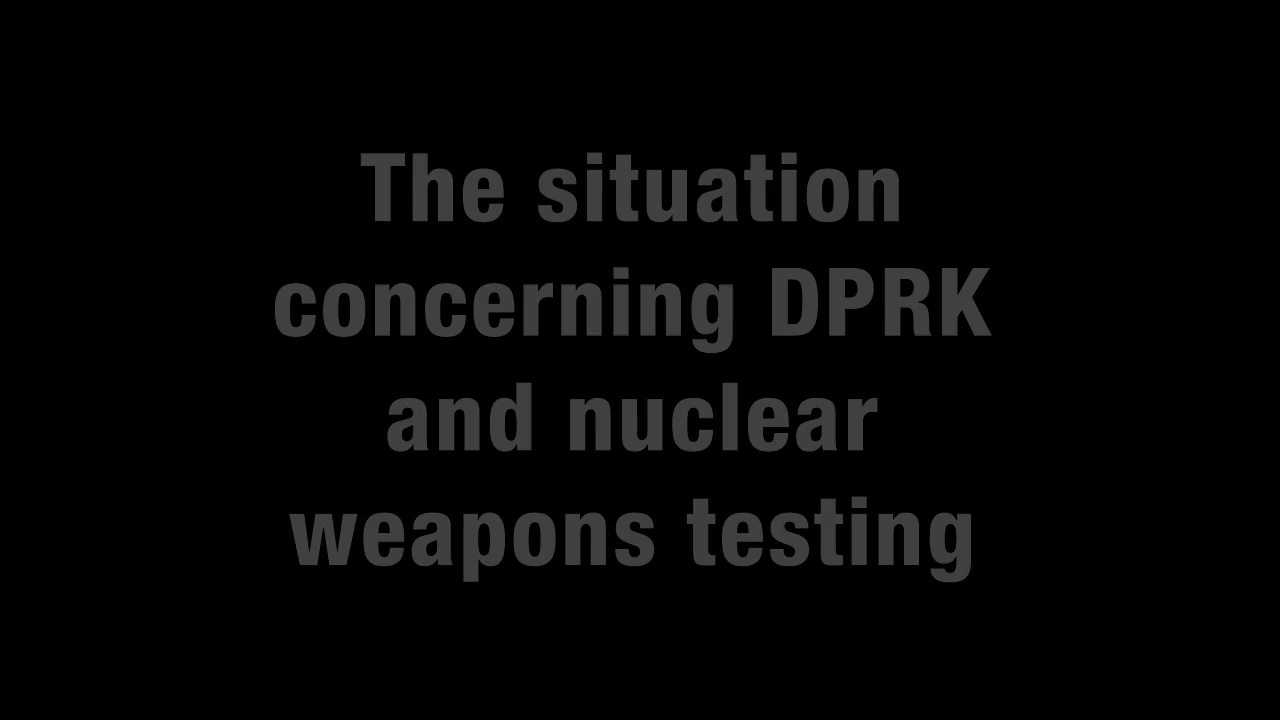 The situation
concerning DPRK
and nuclear
weapons testing